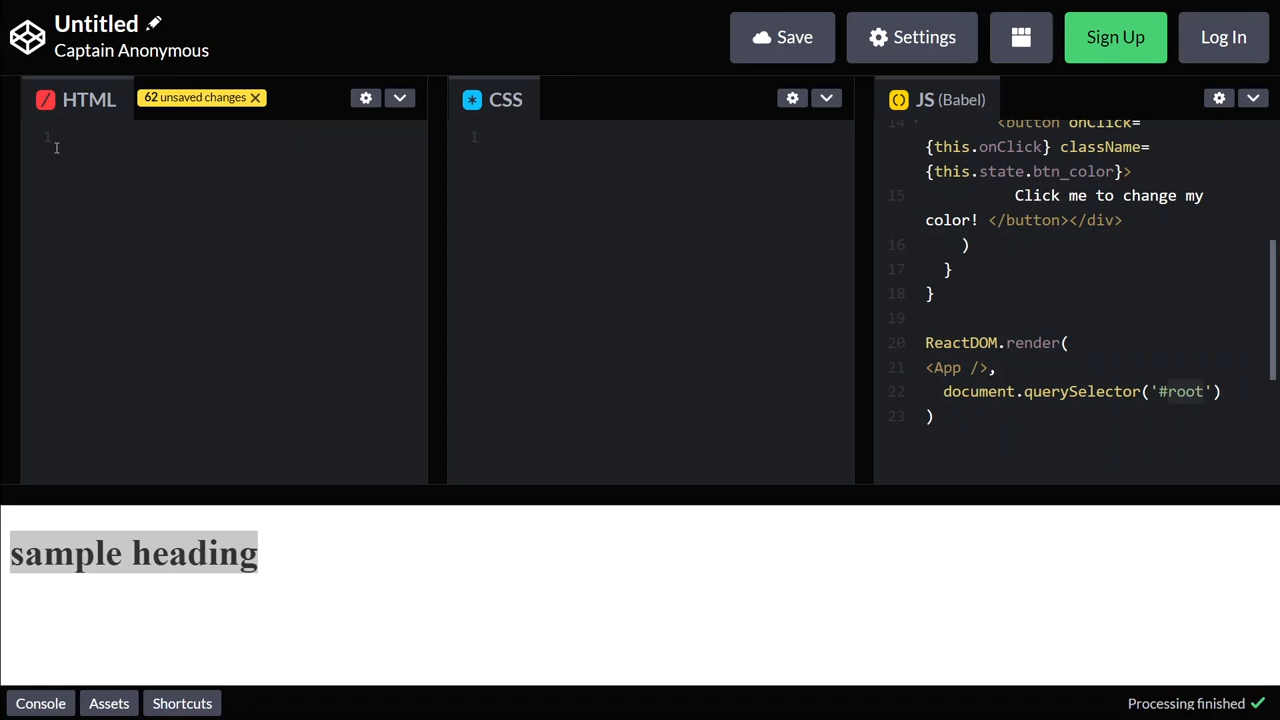 Untitled
Captain Anonymous
Save
Settings
Sign Up
Log In
HTML
62 unsaved changes
CSS
JS (Babel)
1
1
14 <button onClick=
{this.onClick} className=
{this.state.btn_color}>
15 Click me to change my
color! </button></div>
16 )
17 }
18 }
19
20 ReactDOM.render(
21 <App />,
22 document.querySelector('#root')
23 )
sample heading
Console
Assets
Shortcuts
Processing finished